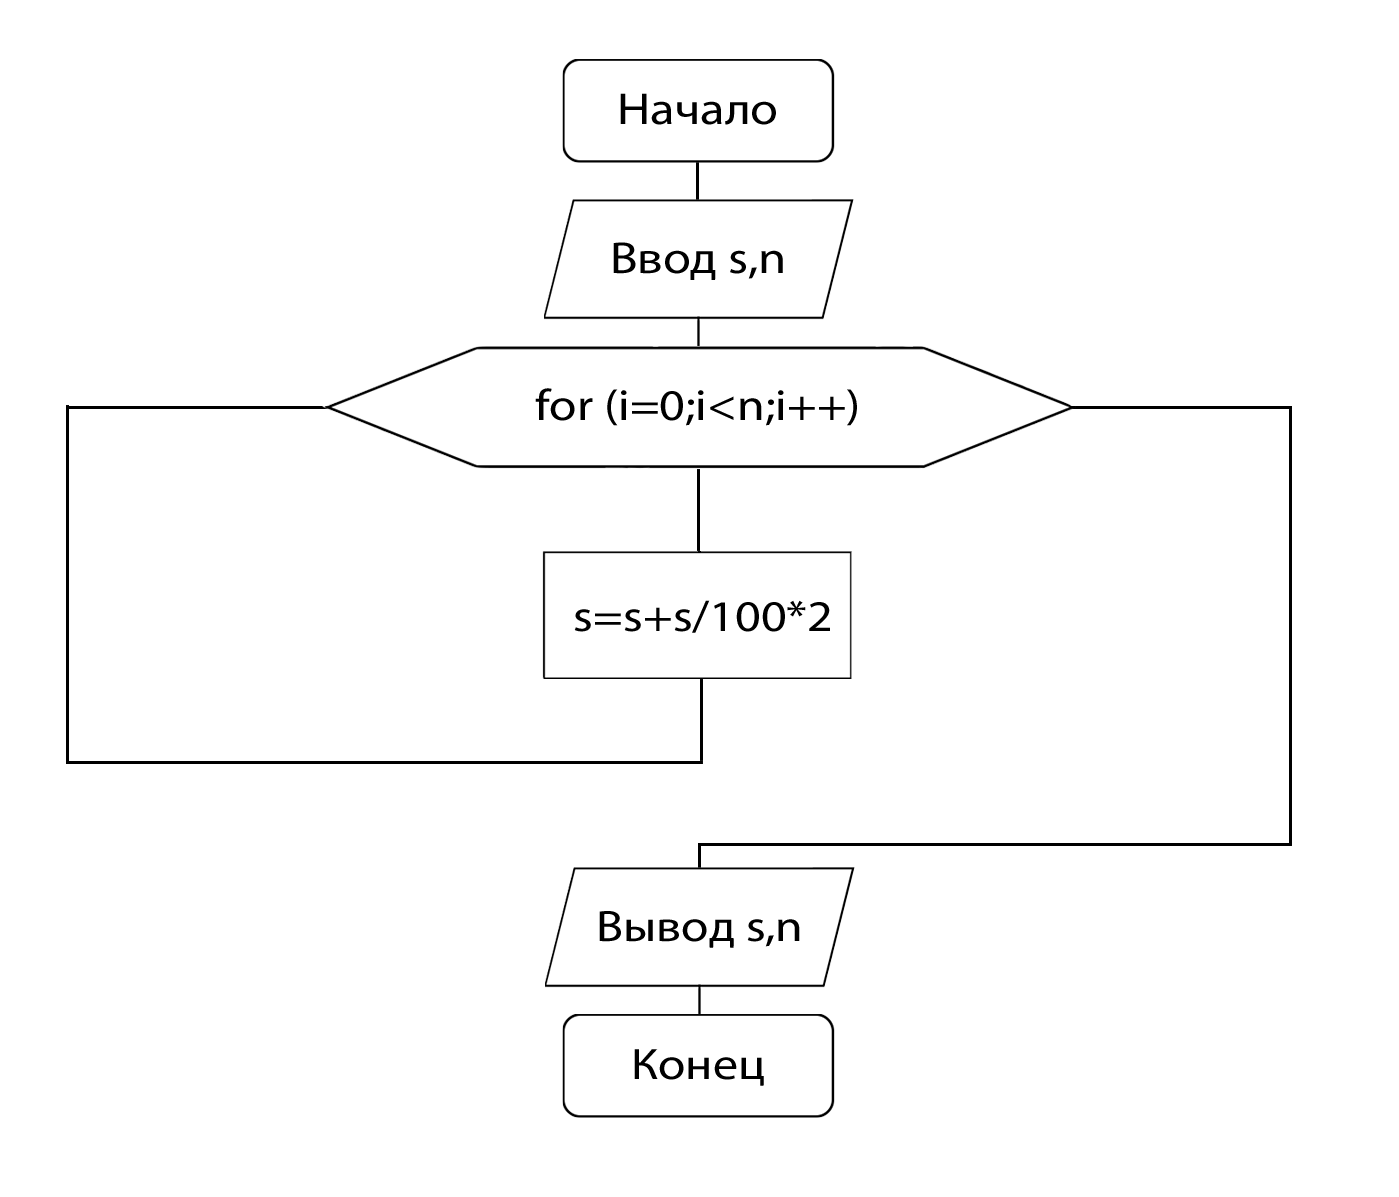 Начало
Ввод s,n
for (i=0;i<n;i++)
s=s+s/100*2
Вывод s,n
Конец